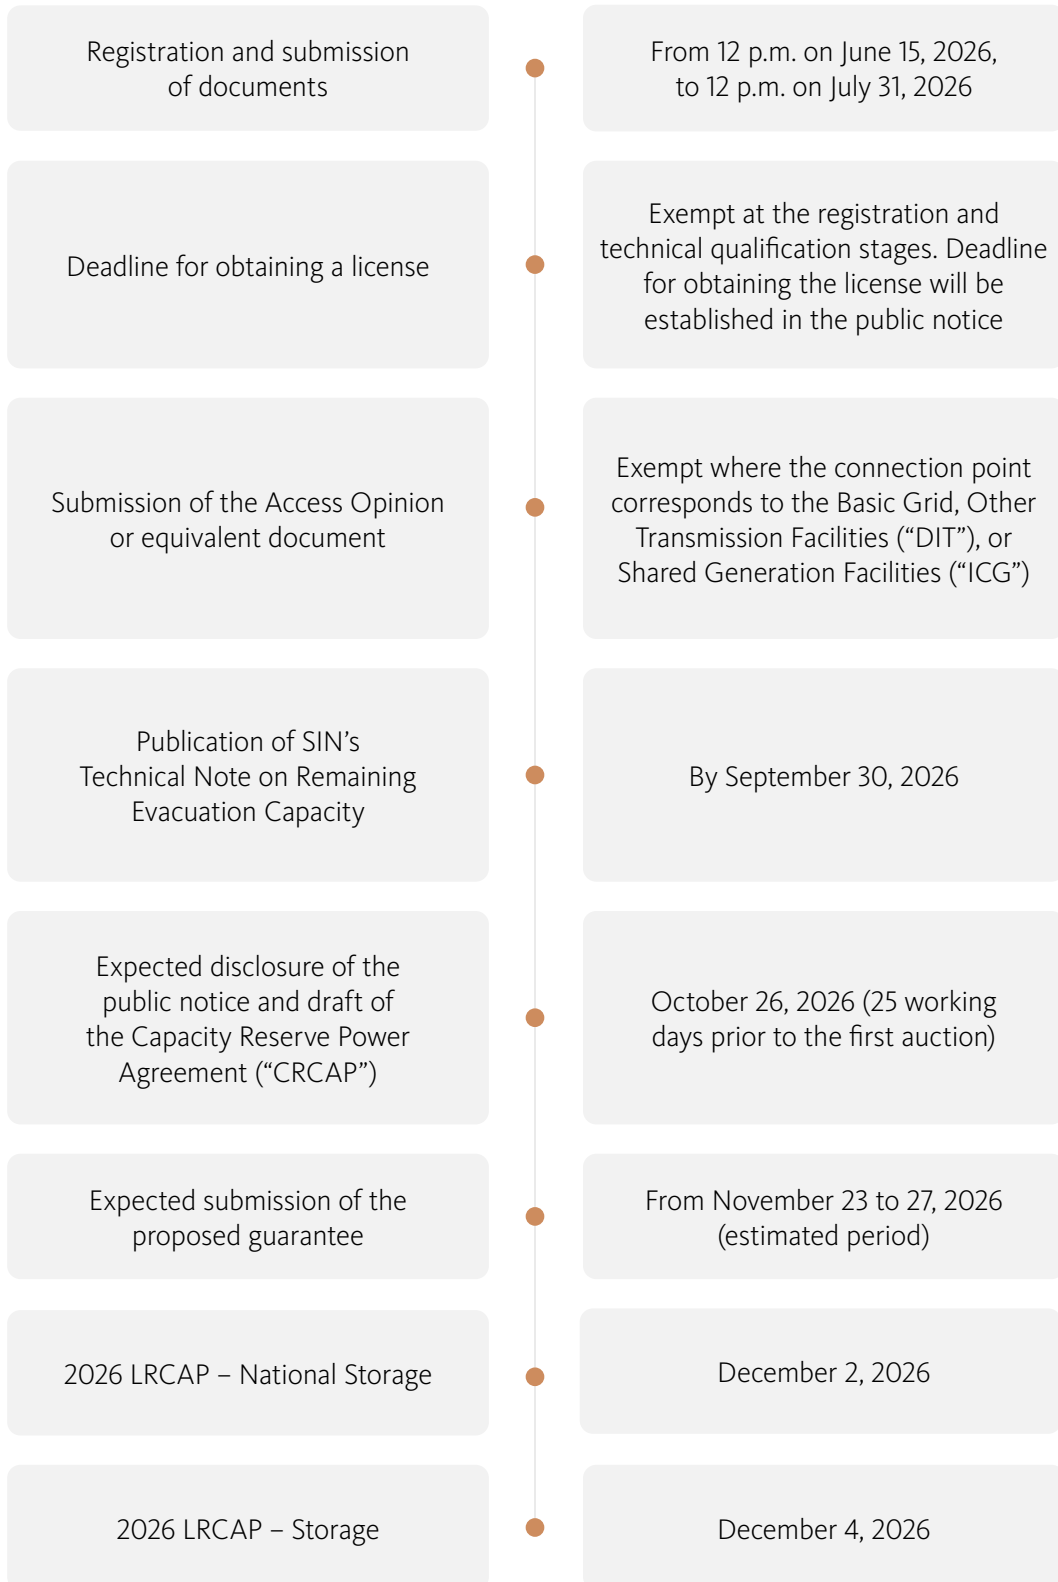 Registration and submission
of documents
From 12 p.m. on June 15, 2026,
to 12 p.m. on July 31, 2026
Deadline for obtaining a license
Exempt at the registration and
technical qualification stages. Deadline
for obtaining the license will be
established in the public notice
Submission of the Access Opinion
or equivalent document
Exempt where the connection point
corresponds to the Basic Grid, Other
Transmission Facilities (“DIT”), or
Shared Generation Facilities (“ICG”)
Publication of SIN’s
Technical Note on Remaining
Evacuation Capacity
By September 30, 2026
Expected disclosure of the
public notice and draft of
the Capacity Reserve Power
Agreement (“CRCAP”)
October 26, 2026 (25 working
days prior to the first auction)
Expected submission of the
proposed guarantee
From November 23 to 27, 2026
(estimated period)
2026 LRCAP – National Storage
December 2, 2026
2026 LRCAP – Storage
December 4, 2026